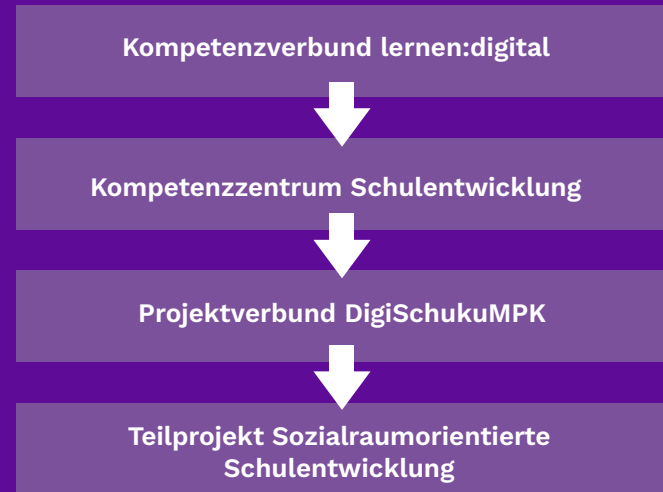 Kompetenzverbund lernen:digital
Kompetenzzentrum Schulentwicklung
Projektverbund DigiSchukuMPK
Teilprojekt Sozialraumorientierte
Schulentwicklung